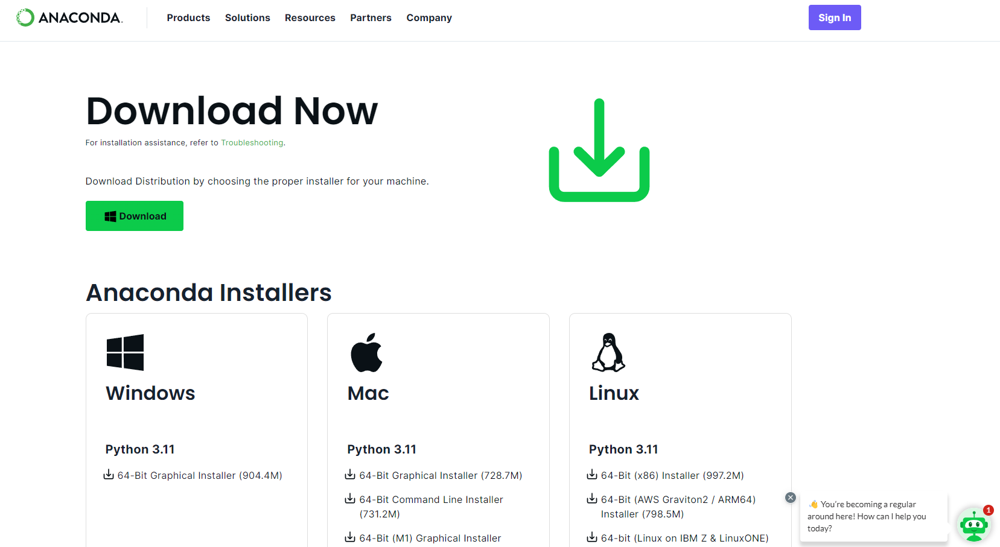 ANACONDA.
Products Solutions Resources Partners Company
Sign In
Download Now
For installation assistance, refer to Troubleshooting.
Download Distribution by choosing the proper installer for your machine.
Download
Anaconda Installers
Windows
Python 3.11
64-Bit Graphical Installer (904.4M)
Mac
Python 3.11
64-Bit Graphical Installer (728.7M)
64-Bit Command Line Installer
(731.2M)
64-Bit (M1) Graphical Installer
Linux
Python 3.11
64-Bit (x86) Installer (997.2M)
64-Bit (AWS Graviton2 / ARM64)
Installer (798.5M)
64-bit (Linux on IBM Z & LinuxONE)
👋 You’re becoming a regular
around here! How can I help you
today?
1